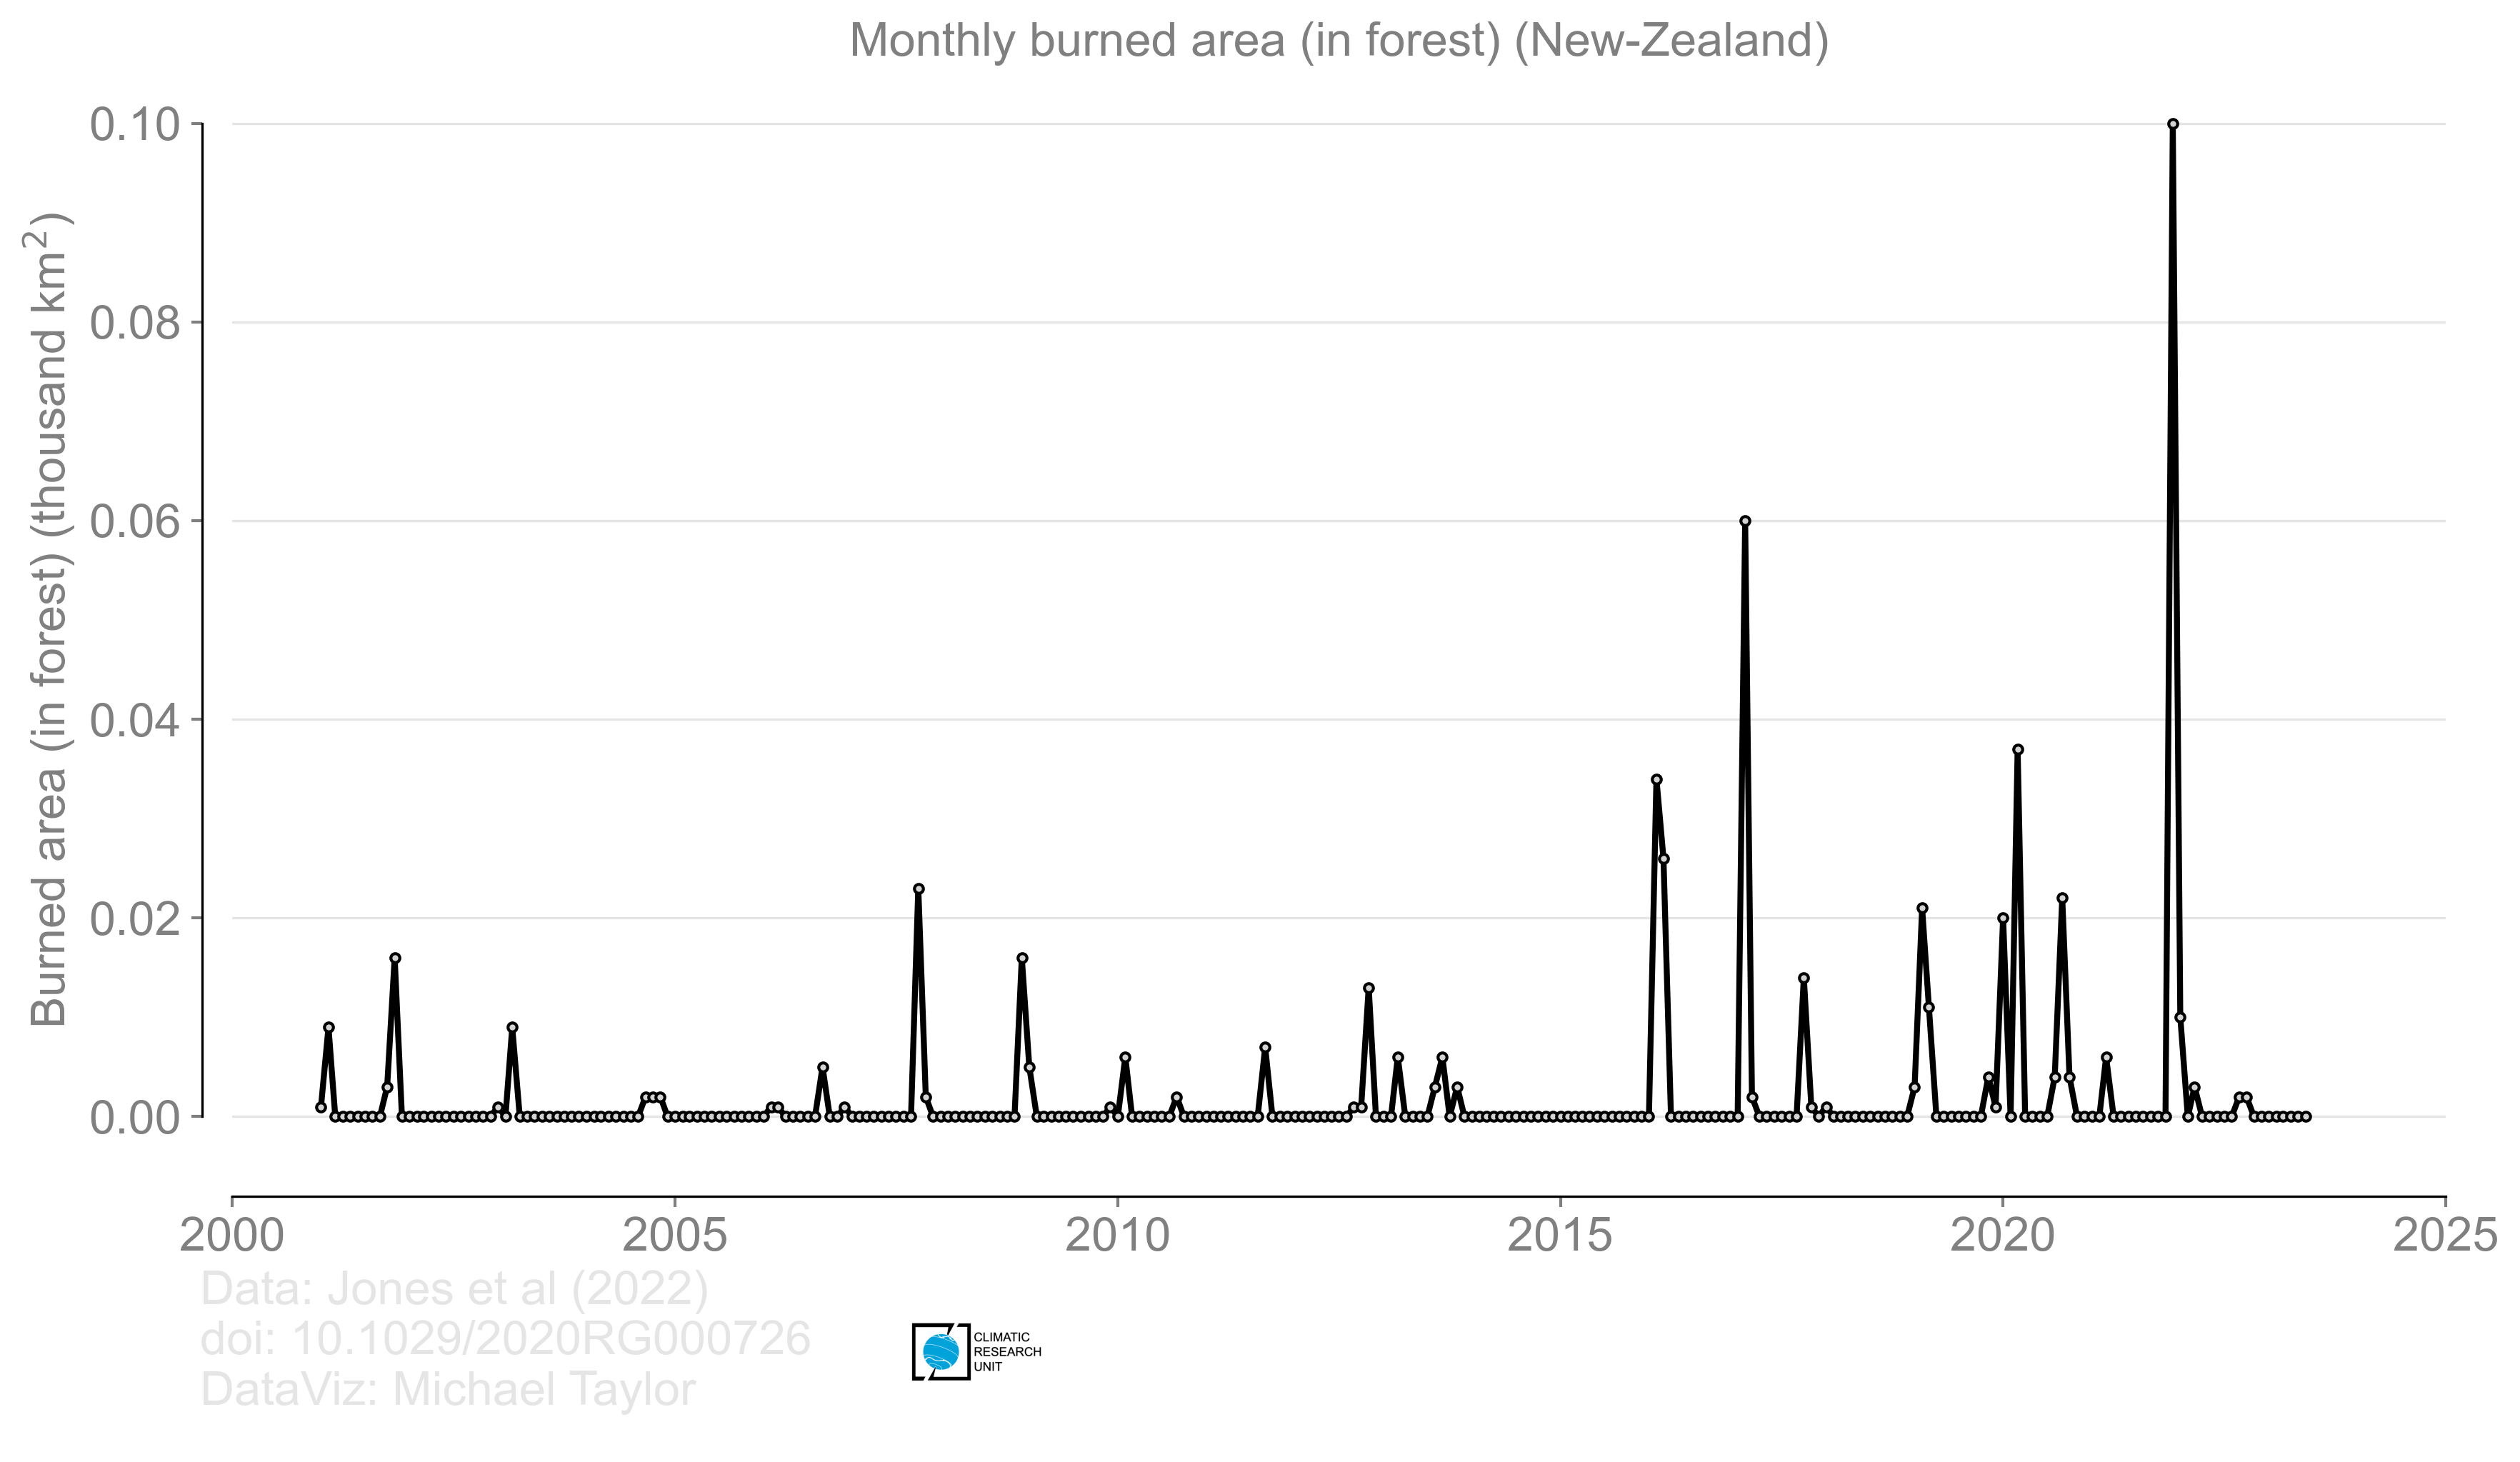 Monthly burned area (in forest) (New-Zealand)
Burned area (in forest) (thousand km²)
0.10
0.08
0.06
0.04
0.02
0.00
2000 2005 2010 2015 2020 2025
Data: Jones et al (2022)
doi: 10.1029/2020RG000726
DataViz: Michael Taylor
CLIMATIC
RESEARCH
UNIT